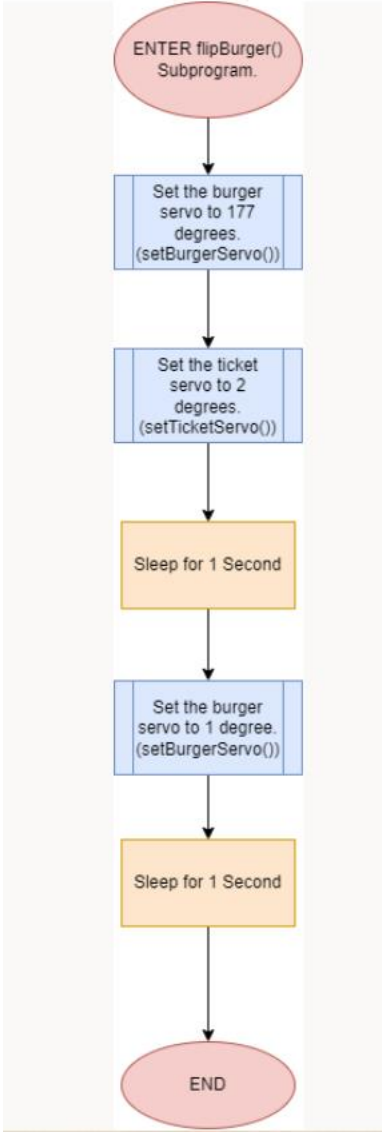 ENTER flipBurger()
Subprogram.
Set the burger
servo to 177
degrees.
(setBurgerServo())
Set the ticket
servo to 2
degrees.
(setTicketServo())
Sleep for 1 Second
Set the burger
servo to 1 degree.
(setBurgerServo())
Sleep for 1 Second
END